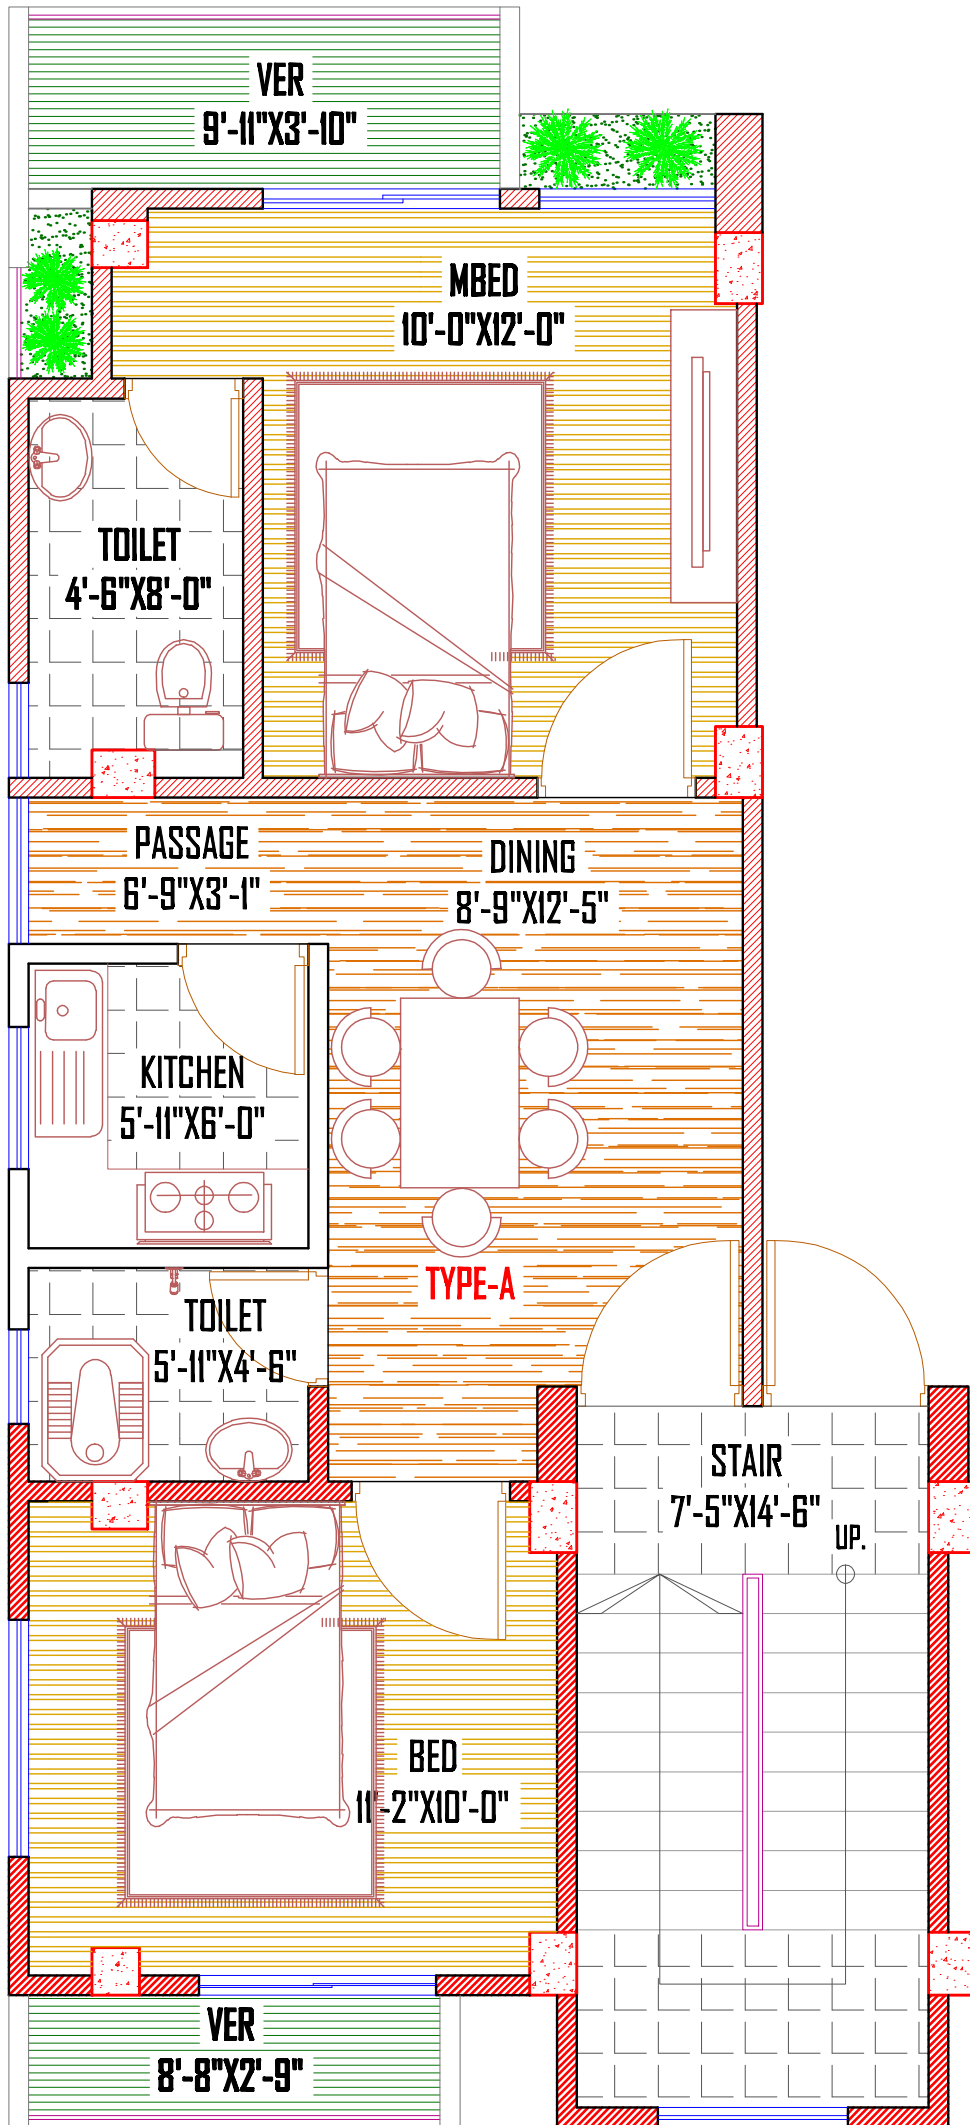 VER
9'-11"X3'-10"
MBED
10'-0"X12'-0"
TOILET
4'-6"X8'-0"
PASSAGE
6'-9"X3'-1"
DINING
8'-9"X12'-5"
KITCHEN
5'-11"X6'-0"
TYPE-A
TOILET
5'-11"X4'-6"
STAIR
7'-5"X14'-6"
UP.
BED
11'-2"X10'-0"
VER
8'-8"X2'-9"